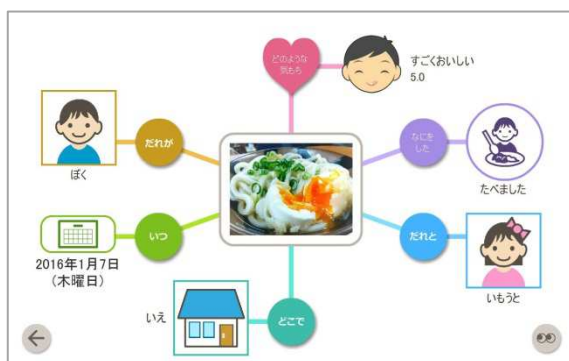 どのような
気もち
すごくおいしい
5.0
だれが
ぼく
なにを
した
たべました
いつ
2016年1月7日
（木曜日）
だれと
いもうと
どこで
いえ